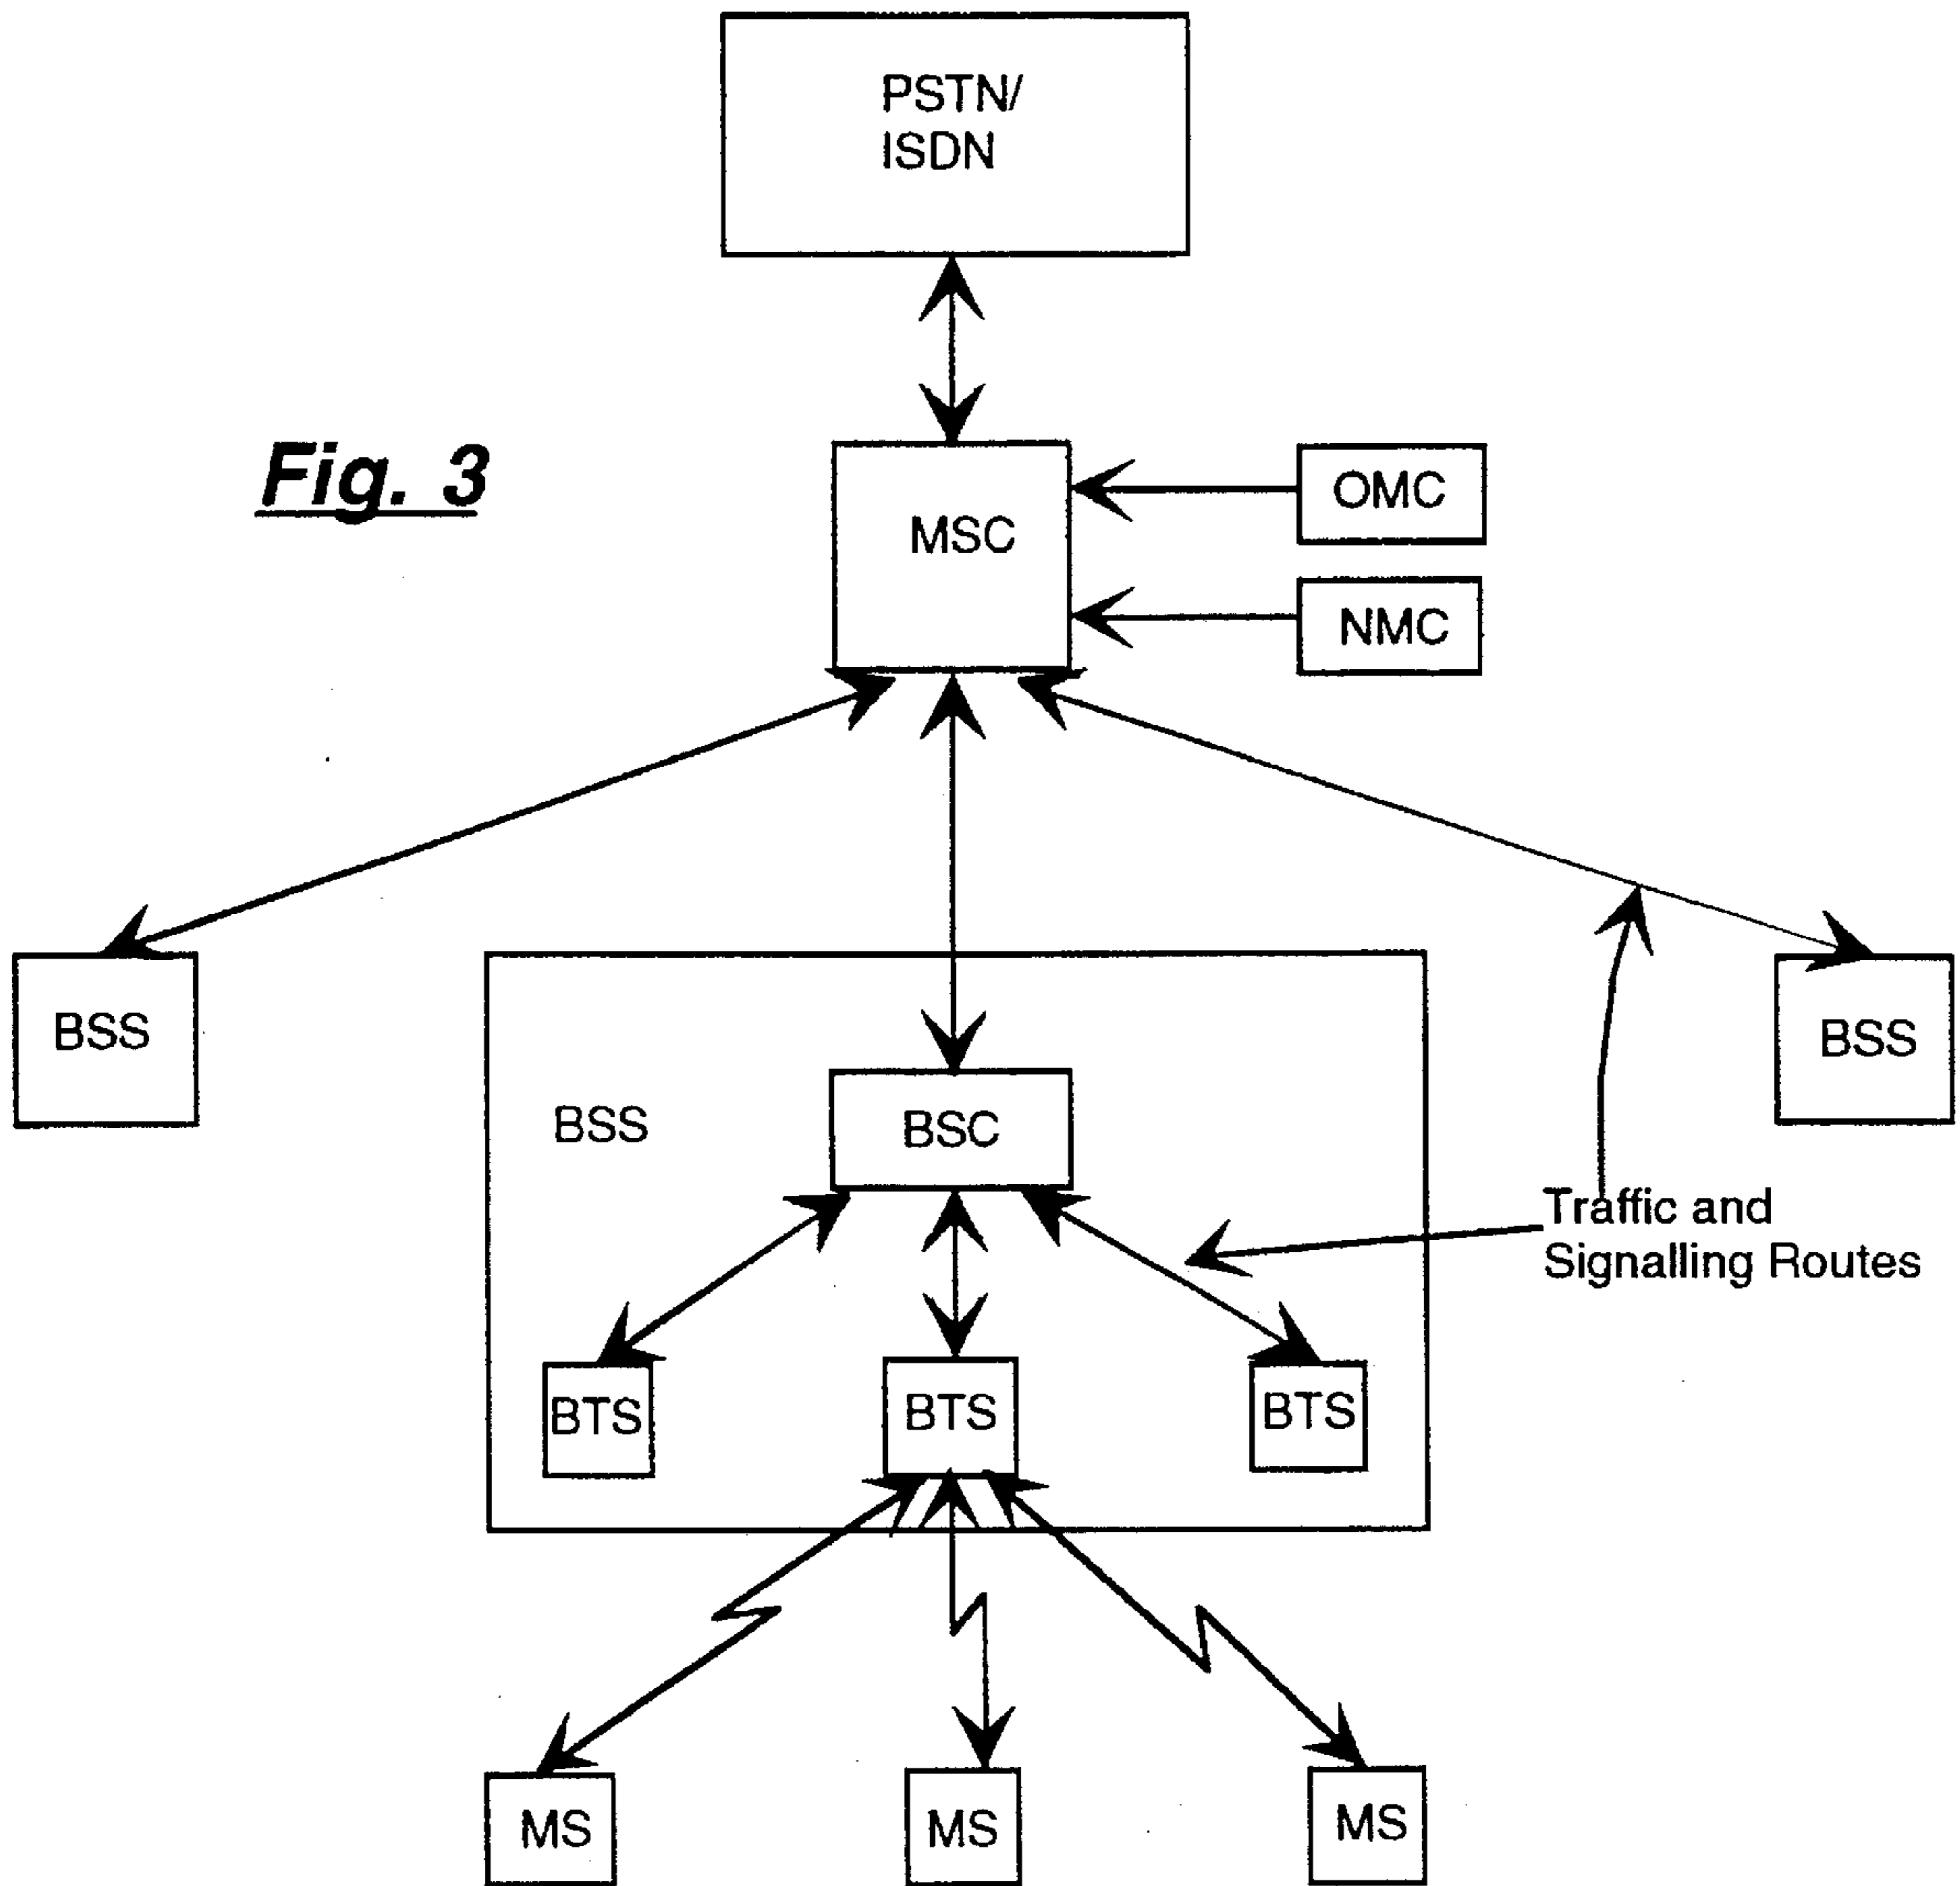 PSTN/
ISDN
Fig. 3
MSC
OMC
NMC
BSS
BSS
BSS
BSC
Traffic and
Signalling Routes
BTS
BTS
BTS
MS
MS
MS